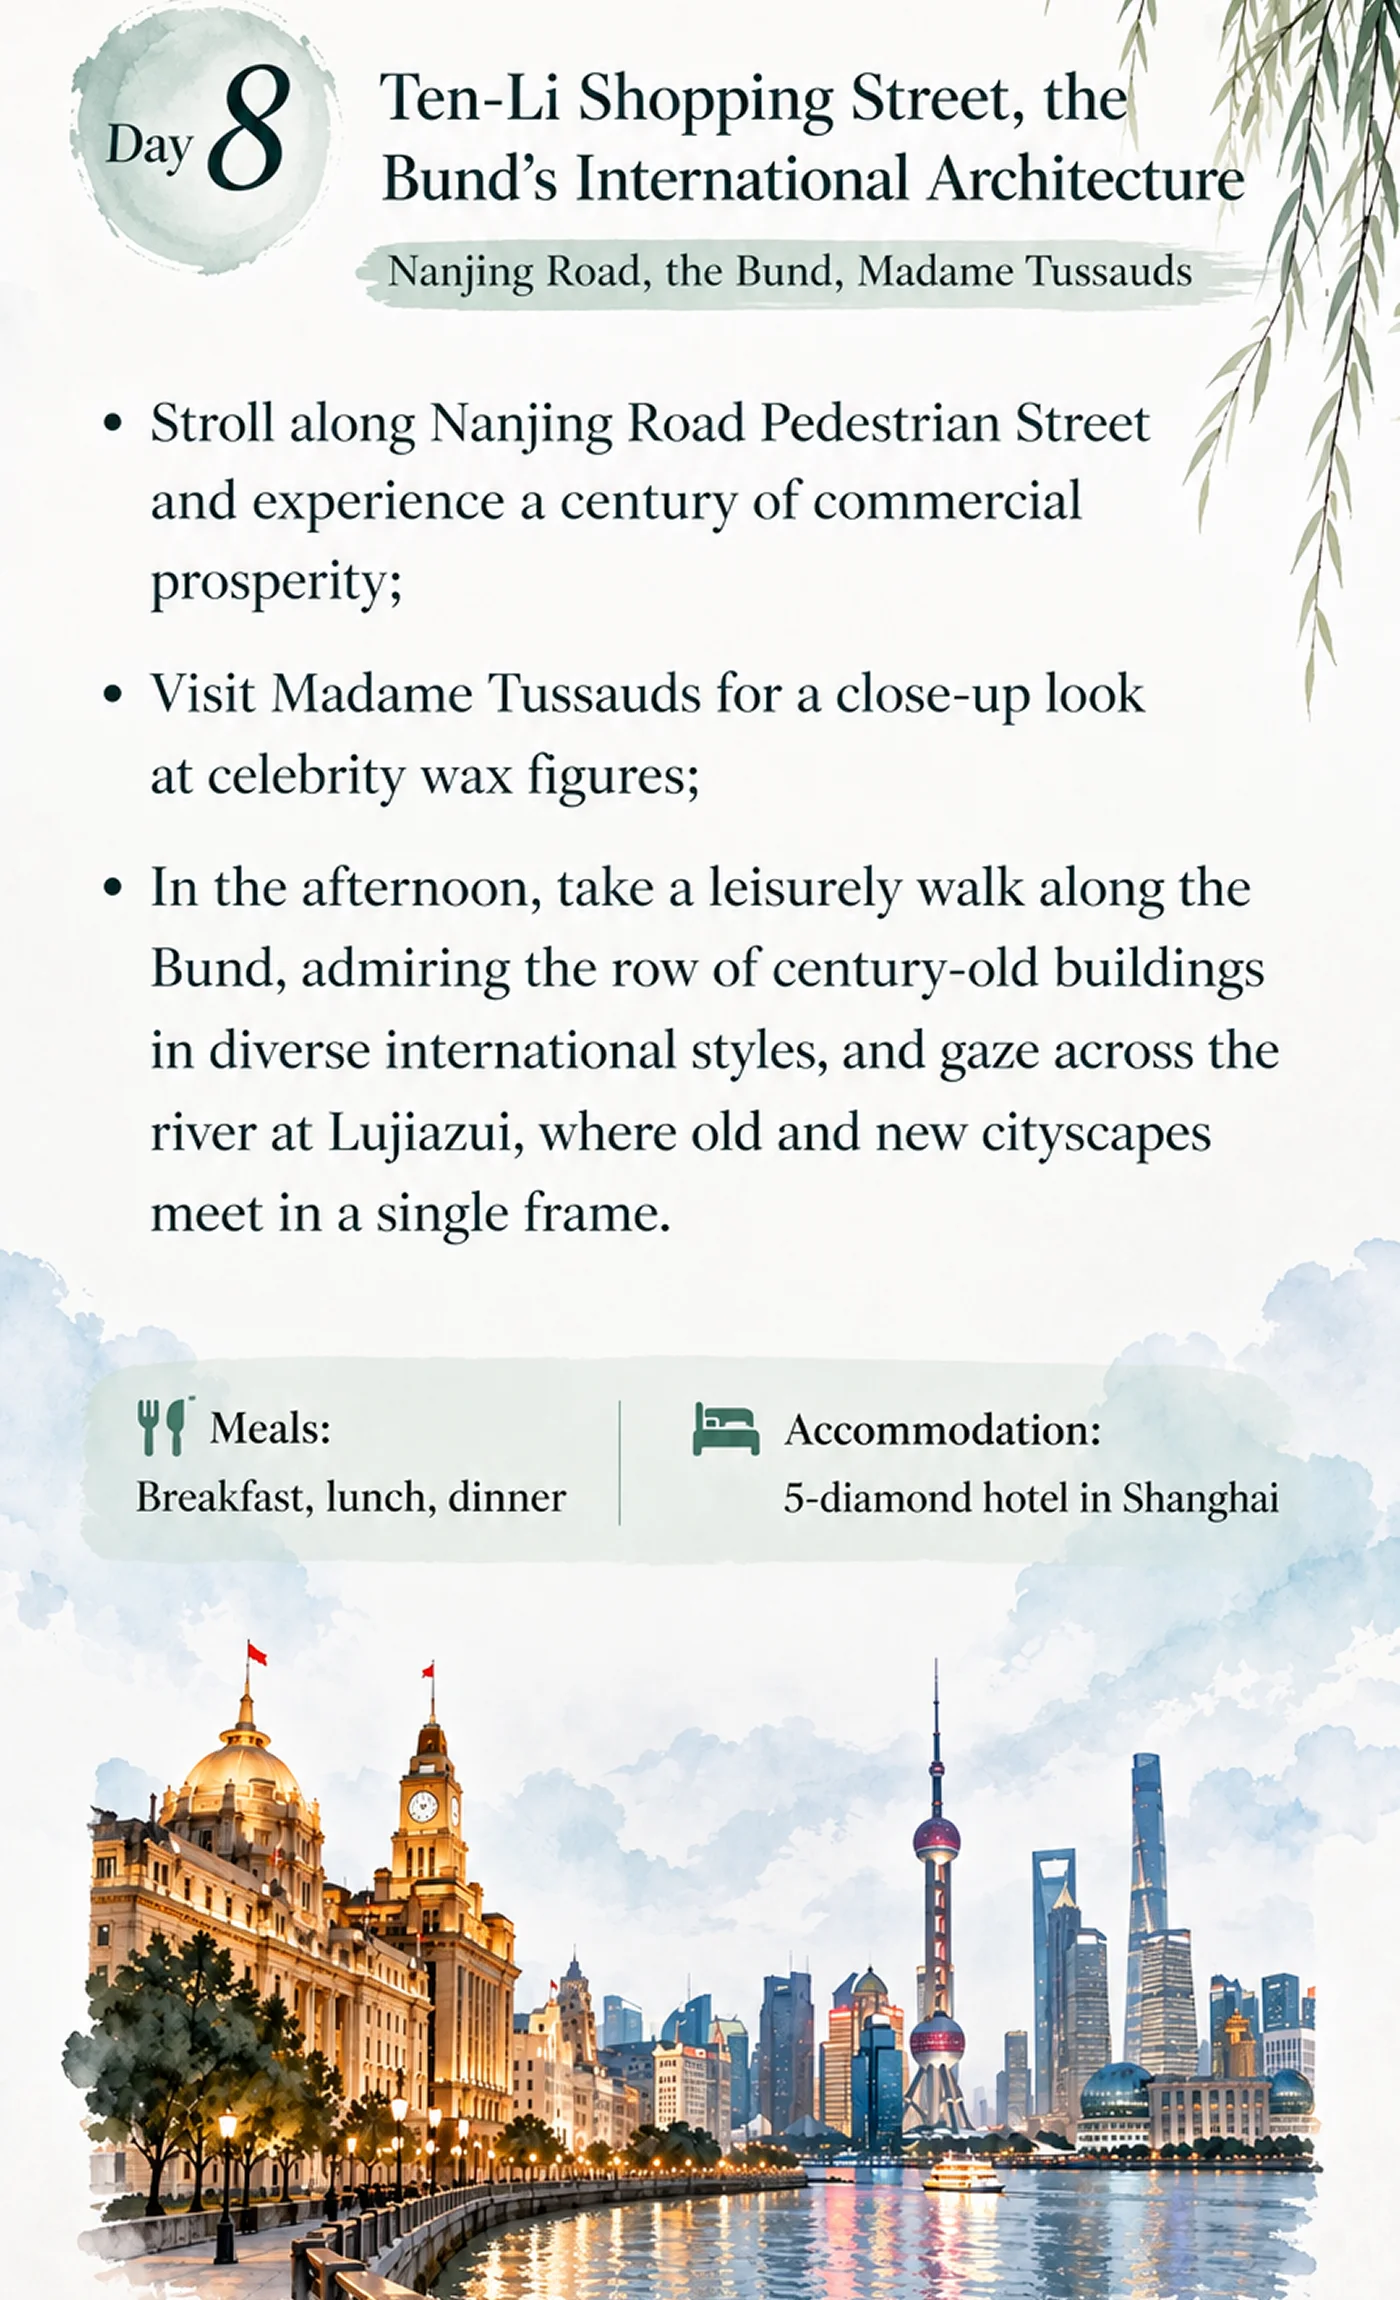 Day 8
Ten-Li Shopping Street, the
Bund’s International Architecture
Nanjing Road, the Bund, Madame Tussauds
• Stroll along Nanjing Road Pedestrian Street
and experience a century of commercial
prosperity;
• Visit Madame Tussauds for a close-up look
at celebrity wax figures;
• In the afternoon, take a leisurely walk along the
Bund, admiring the row of century-old buildings
in diverse international styles, and gaze across the
river at Lujiazui, where old and new cityscapes
meet in a single frame.
Meals:
Breakfast, lunch, dinner
Accommodation:
5-diamond hotel in Shanghai